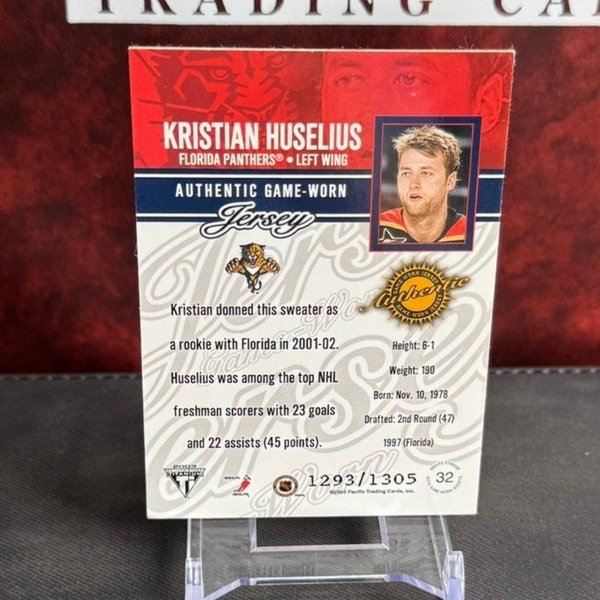 TRADING CA
KRISTIAN HUSELIUS
FLORIDA PANTHERS® • LEFT WING
AUTHENTIC GAME-WORN
Jersey
Authentic
Kristian donned this sweater as
a rookie with Florida in 2001-02.
Huselius was among the top NHL
freshman scorers with 23 goals
and 22 assists (45 points).
Height: 6-1
Weight: 190
Born: Nov. 10, 1978
Drafted: 2nd Round (47)
1997 (Florida)
2003
TITANIUM
1293/1305
©2003 Pacific Trading Cards, Inc.
32